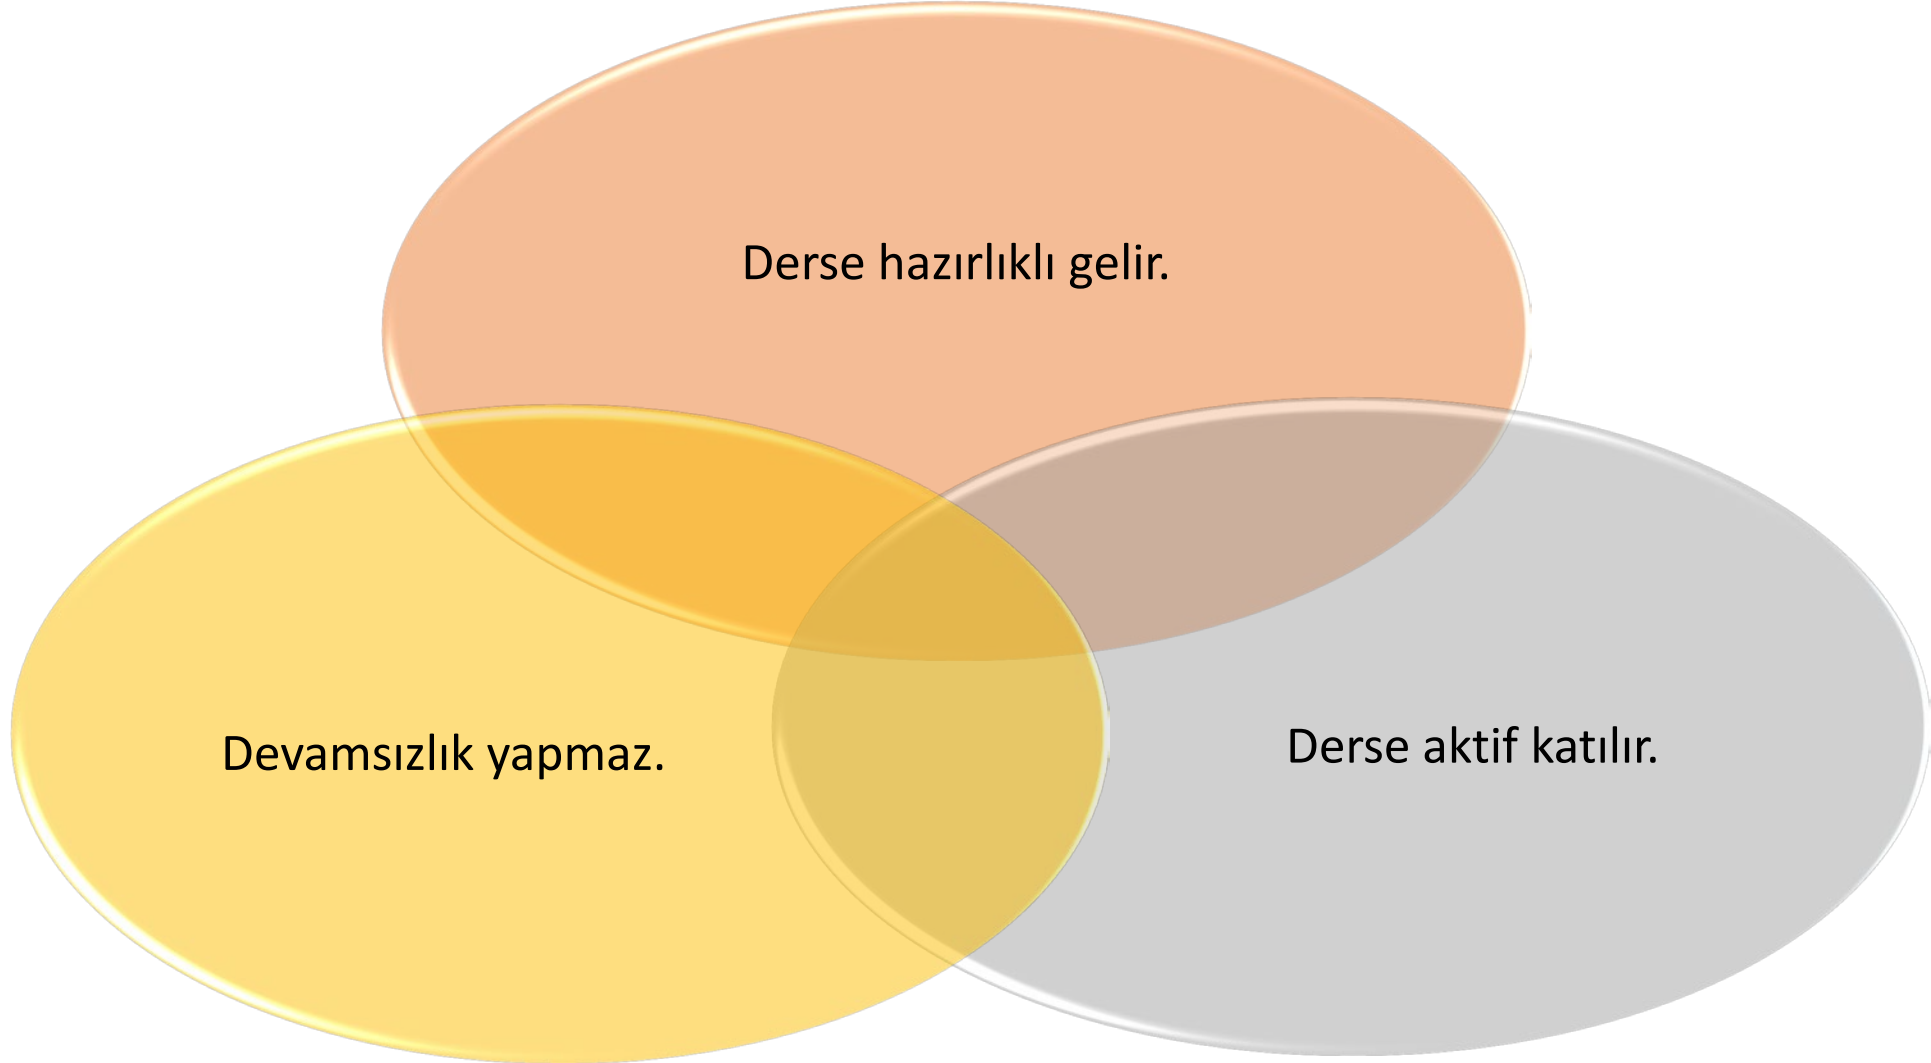 Derse hazırlıklı gelir.
Devamsızlık yapmaz.
Derse aktif katılır.